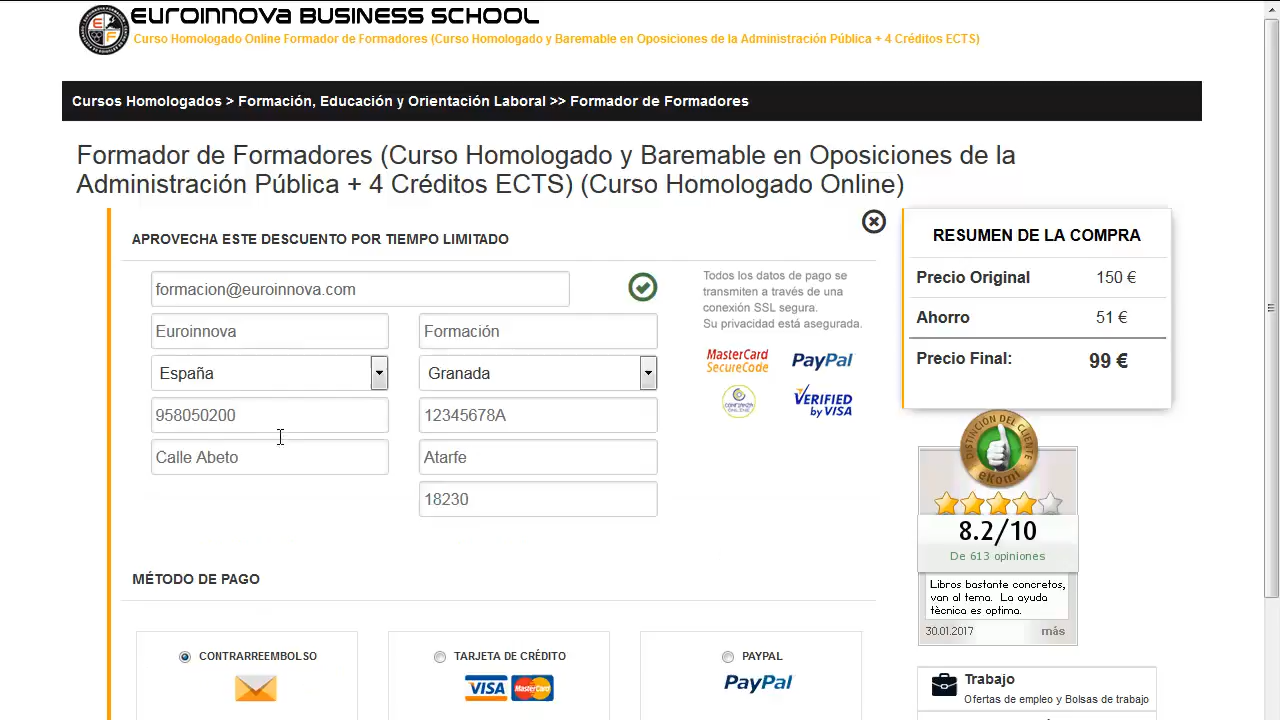 EUROINNOVA BUSINESS SCHOOL
Curso Homologado Online Formador de Formadores (Curso Homologado y Baremable en Oposiciones de la Administración Pública + 4 Créditos ECTS)
Cursos Homologados > Formación, Educación y Orientación Laboral >> Formador de Formadores
Formador de Formadores (Curso Homologado y Baremable en Oposiciones de la
Administración Pública + 4 Créditos ECTS) (Curso Homologado Online)
APROVECHA ESTE DESCUENTO POR TIEMPO LIMITADO
formacion@euroinnova.com
Euroinnova
Formación
España
Granada
958050200
12345678A
Calle Abeto
Atarfe
18230
Todos los datos de pago se
transmiten a través de una
conexión SSL segura.
Su privacidad está asegurada.
MasterCard
SecureCode
PayPal
CONFIANZA
ONLINE
VERIFIED
by VISA
RESUMEN DE LA COMPRA
Precio Original 150 €
Ahorro 51 €
Precio Final: 99 €
DISTINCIÓN DEL CLIENTE
eKomi
8.2/10
De 613 opiniones
Libros bastante concretos,
van al tema. La ayuda
tècnica es optima.
30.01.2017 más
Trabajo
Ofertas de empleo y Bolsas de trabajo
MÉTODO DE PAGO
CONTRARREEMBOLSO
TARJETA DE CRÉDITO
VISA MasterCard
PAYPAL
PayPal